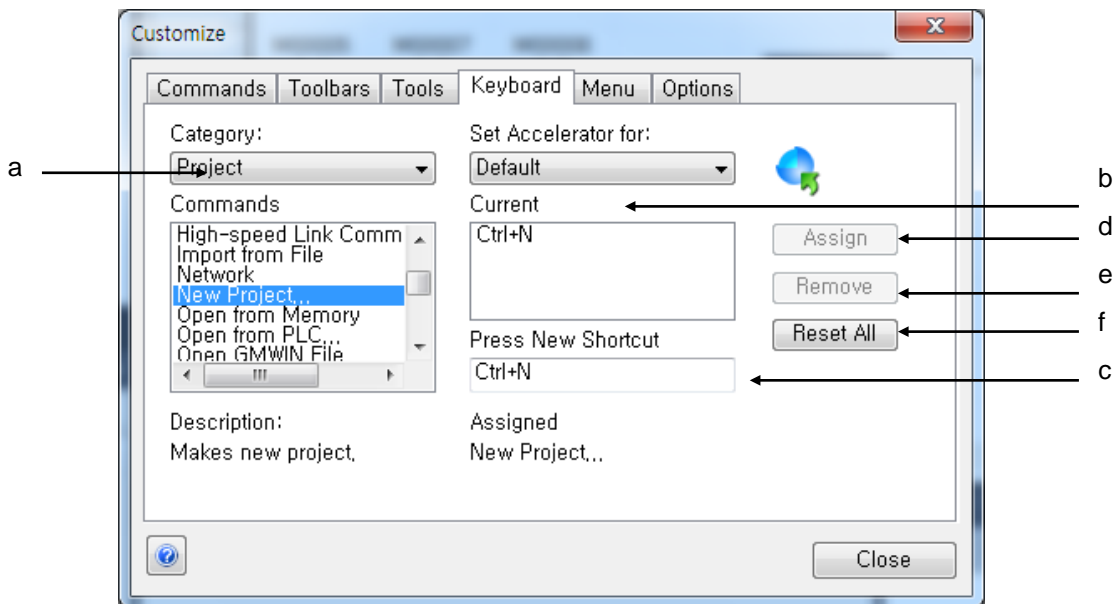 Customize
Commands Toolbars Tools Keyboard Menu Options
Category:
Set Accelerator for:
a
Project
Default
b
Commands
Current
High-speed Link Comm
Import from File
Network
New Project...
Open from Memory
Open from PLC...
Open GMWIN File
Ctrl+N
d
Assign
e
Remove
f
Reset All
Press New Shortcut
c
Ctrl+N
Description:
Makes new project.
Assigned
New Project...
Close